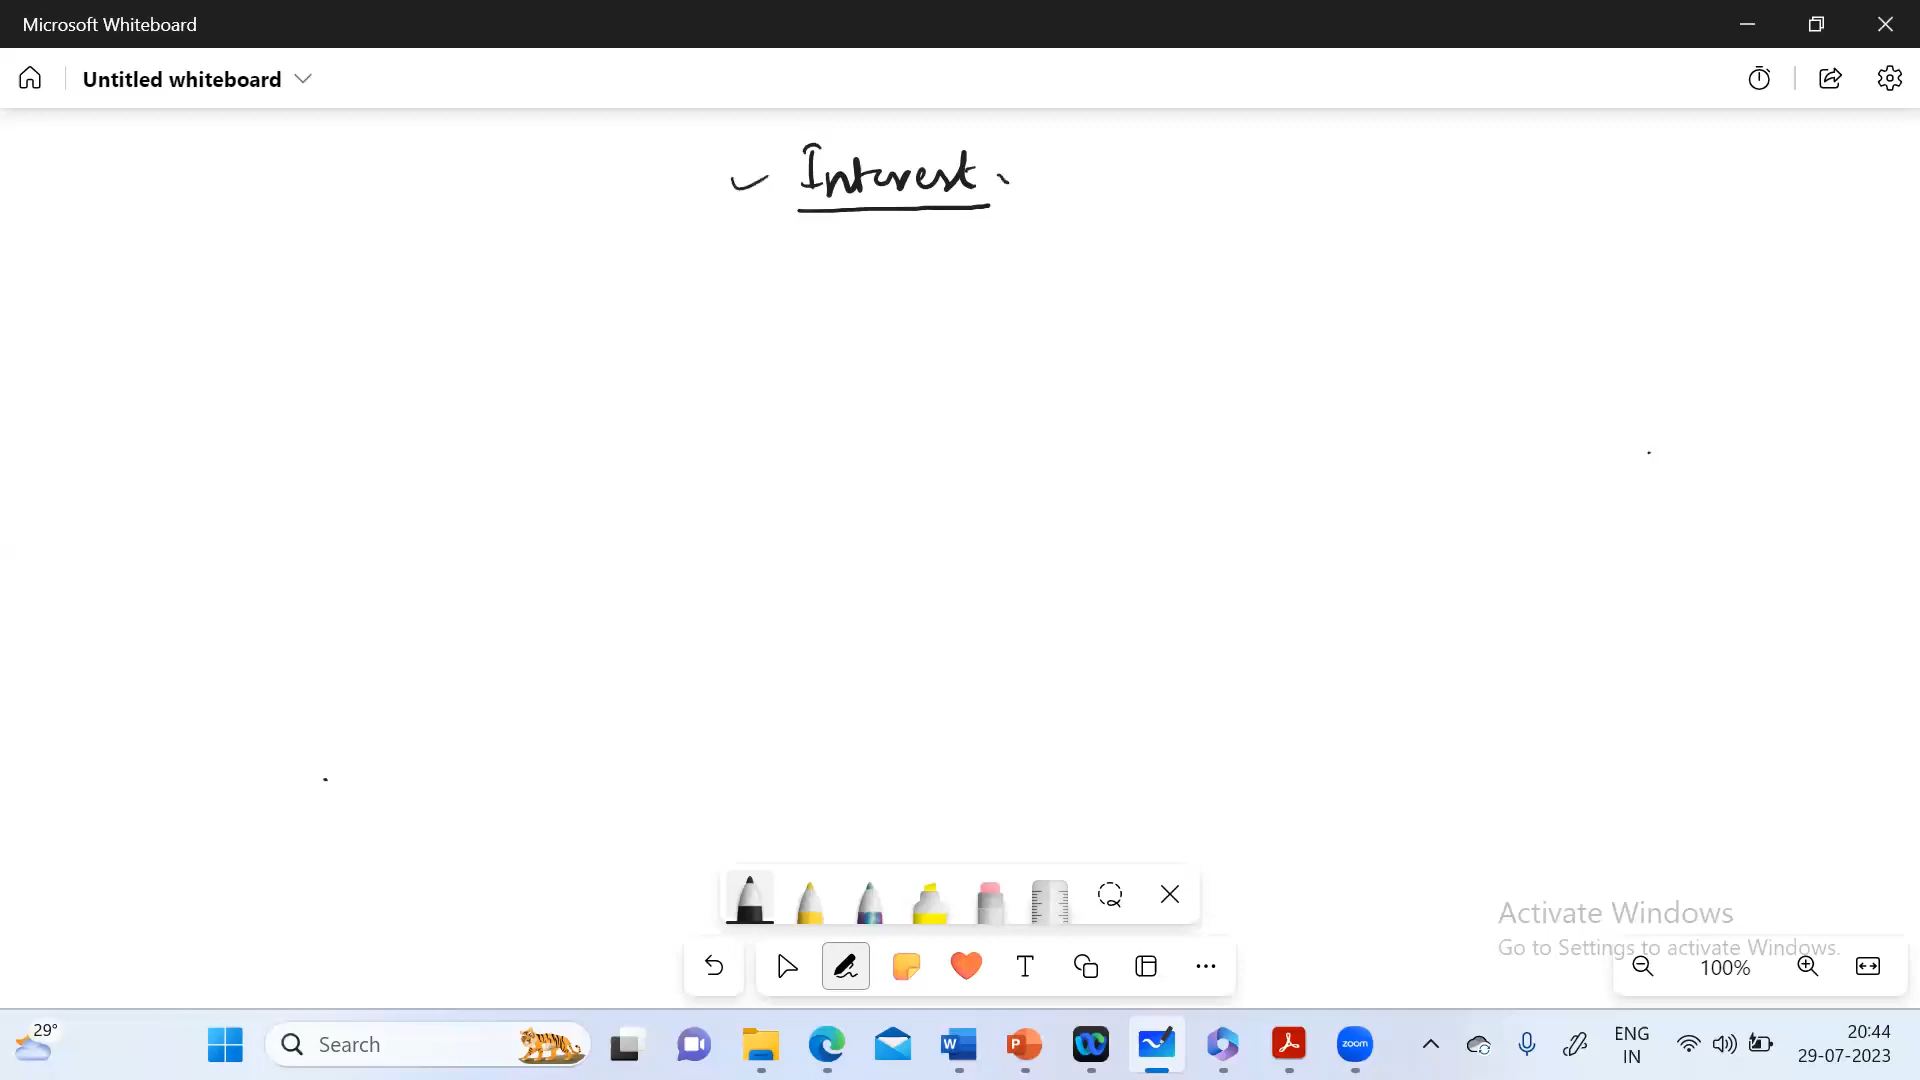 Microsoft Whiteboard
Untitled whiteboard
Interest
Activate Windows
Go to Settings to activate Windows.
100%
29°
Search
zoom
ENG
IN
20:44
29-07-2023